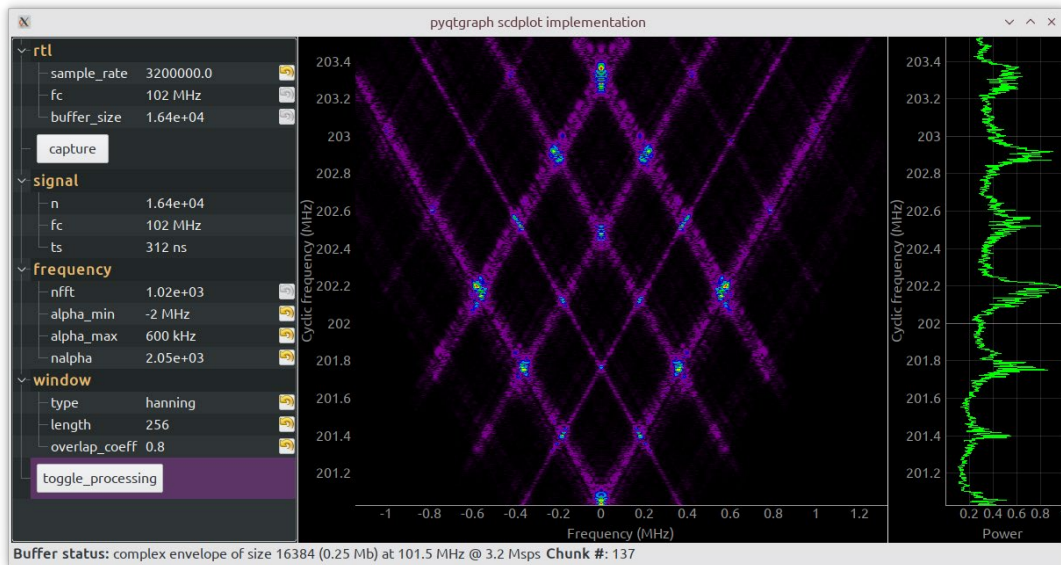 pyqtgraph scdplot implementation
rtl
sample_rate 3200000.0
fc 102 MHz
buffer_size 1.64e+04
capture
signal
n 1.64e+04
fc 102 MHz
ts 312 ns
frequency
nfft 1.02e+03
alpha_min -2 MHz
alpha_max 600 kHz
nalpha 2.05e+03
window
type hanning
length 256
overlap_coeff 0.8
toggle_processing
Cyclic frequency (MHz)
203.4
203.2
203
202.8
202.6
202.4
202.2
202
201.8
201.6
201.4
201.2
-1 -0.8 -0.6 -0.4 -0.2 0 0.2 0.4 0.6 0.8 1 1.2
Frequency (MHz)
Cyclic frequency (MHz)
203.4
203.2
203
202.8
202.6
202.4
202.2
202
201.8
201.6
201.4
201.2
0.2 0.4 0.6 0.8
Power
Buffer status: complex envelope of size 16384 (0.25 Mb) at 101.5 MHz @ 3.2 Msps Chunk #: 137